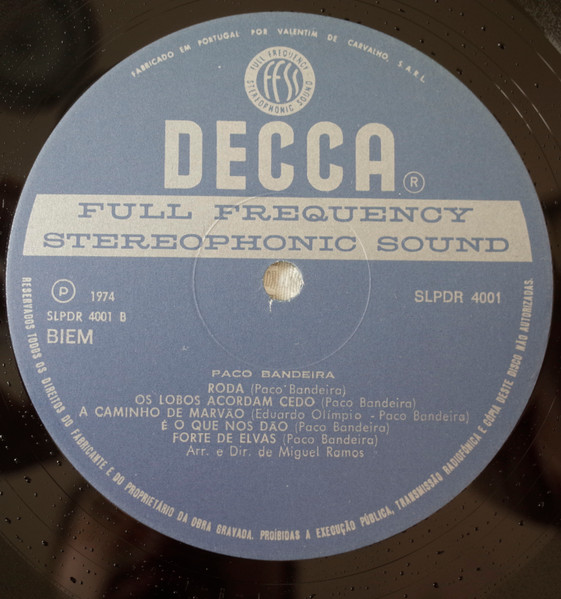 FABRICADO EM PORTUGAL POR VALENTIM DE CARVALHO, S.A.R.L.
FULL FREQUENCY
FFSS
STEREOPHONIC SOUND
DECCA ®
FULL FREQUENCY
STEREOPHONIC SOUND
Ⓟ 1974
SLPDR 4001
SLPDR 4001 B
BIEM
PACO BANDEIRA
RODA (Paco Bandeira)
OS LOBOS ACORDAM CEDO (Paco Bandeira)
A CAMINHO DE MARVÃO (Eduardo Olímpio - Paco Bandeira)
É O QUE NOS DÃO (Paco Bandeira)
FORTE DE ELVAS (Paco Bandeira)
Arr. e Dir. de Miguel Ramos
RESERVADOS TODOS OS DIREITOS DO FABRICANTE E DO PROPRIETÁRIO DA OBRA GRAVADA. PROÍBIDAS A EXECUÇÃO PÚBLICA, TRANSMISSÃO RADIOFÓNICA E CÓPIA DESTE DISCO NÃO AUTORIZADAS.